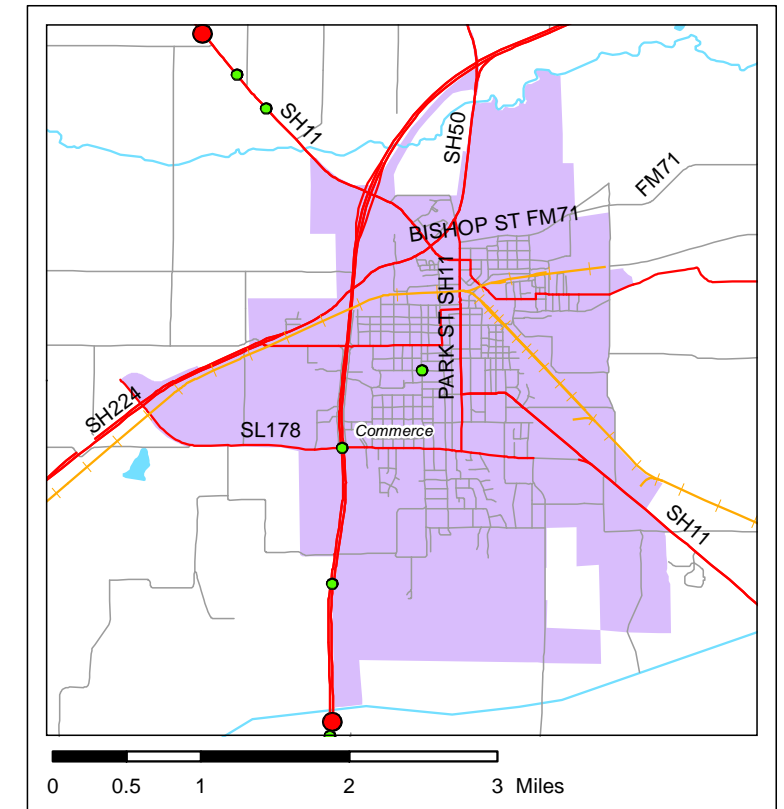 SH11
SH50
FM71
BISHOP ST FM71
PARK ST SH11
SH224
SL178
Commerce
SH11
0 0.5 1 2 3 Miles